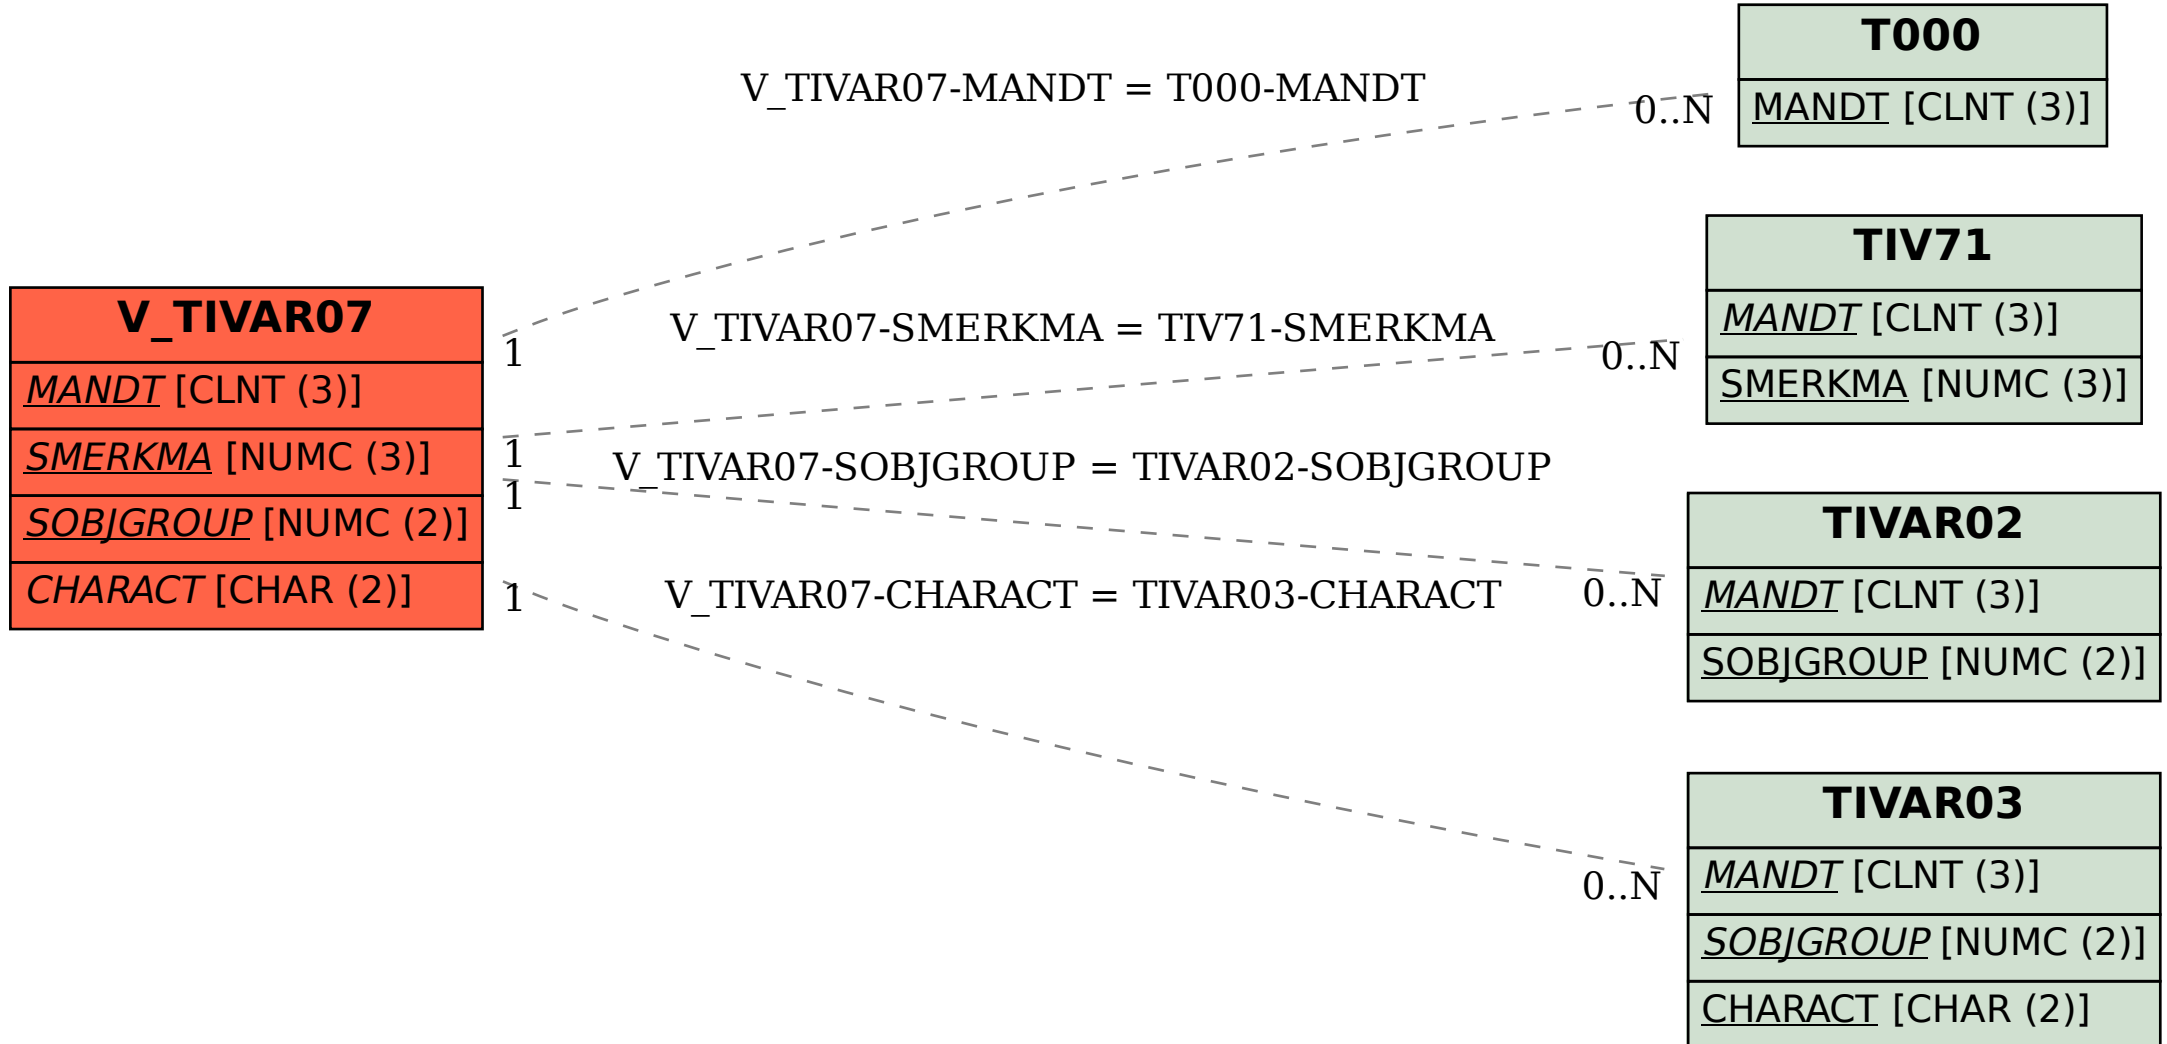 T000
MANDT [CLNT (3)]
V_TIVAR07-MANDT = T000-MANDT
0..N
TIV71
MANDT [CLNT (3)]
SMERKMA [NUMC (3)]
V_TIVAR07
MANDT [CLNT (3)]
SMERKMA [NUMC (3)]
SOBJGROUP [NUMC (2)]
CHARACT [CHAR (2)]
1
V_TIVAR07-SMERKMA = TIV71-SMERKMA
0..N
1
V_TIVAR07-SOBJGROUP = TIVAR02-SOBJGROUP
1
TIVAR02
MANDT [CLNT (3)]
SOBJGROUP [NUMC (2)]
0..N
1
V_TIVAR07-CHARACT = TIVAR03-CHARACT
TIVAR03
MANDT [CLNT (3)]
SOBJGROUP [NUMC (2)]
CHARACT [CHAR (2)]
0..N